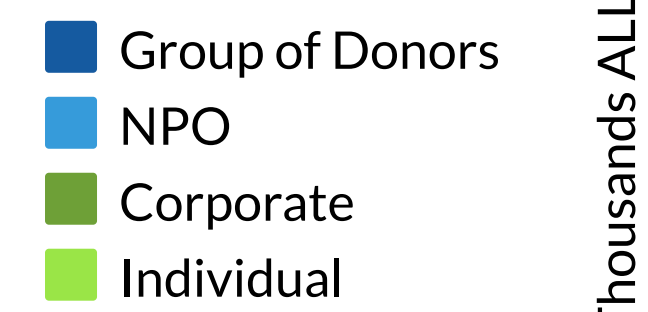 Group of Donors
NPO
Corporate
Individual
Thousands ALL